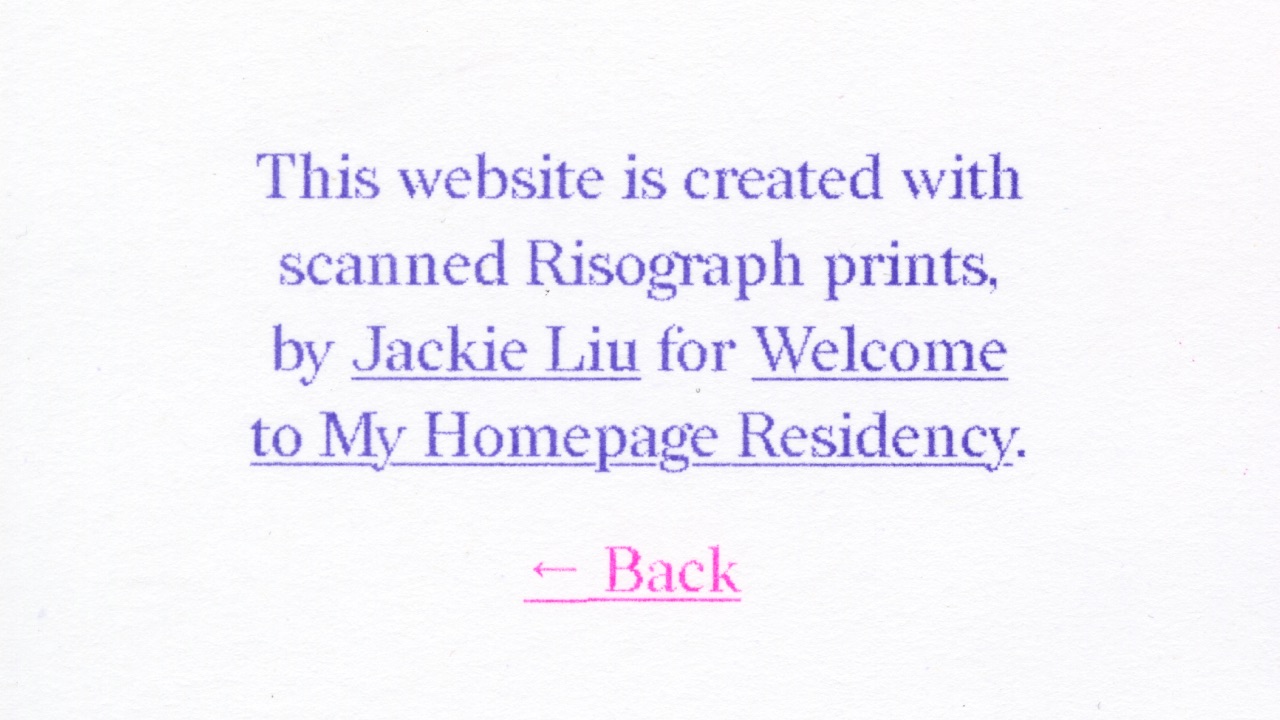 This website is created with
scanned Risograph prints,
by Jackie Liu for Welcome
to My Homepage Residency.
← Back